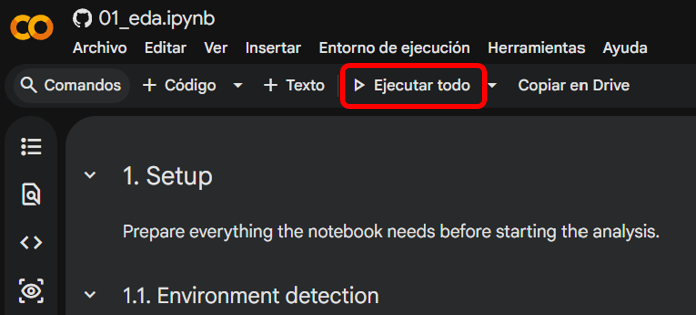 01_eda.ipynb
Archivo Editar Ver Insertar Entorno de ejecución Herramientas Ayuda
Comandos + Código + Texto Ejecutar todo Copiar en Drive
1. Setup
Prepare everything the notebook needs before starting the analysis.
1.1. Environment detection